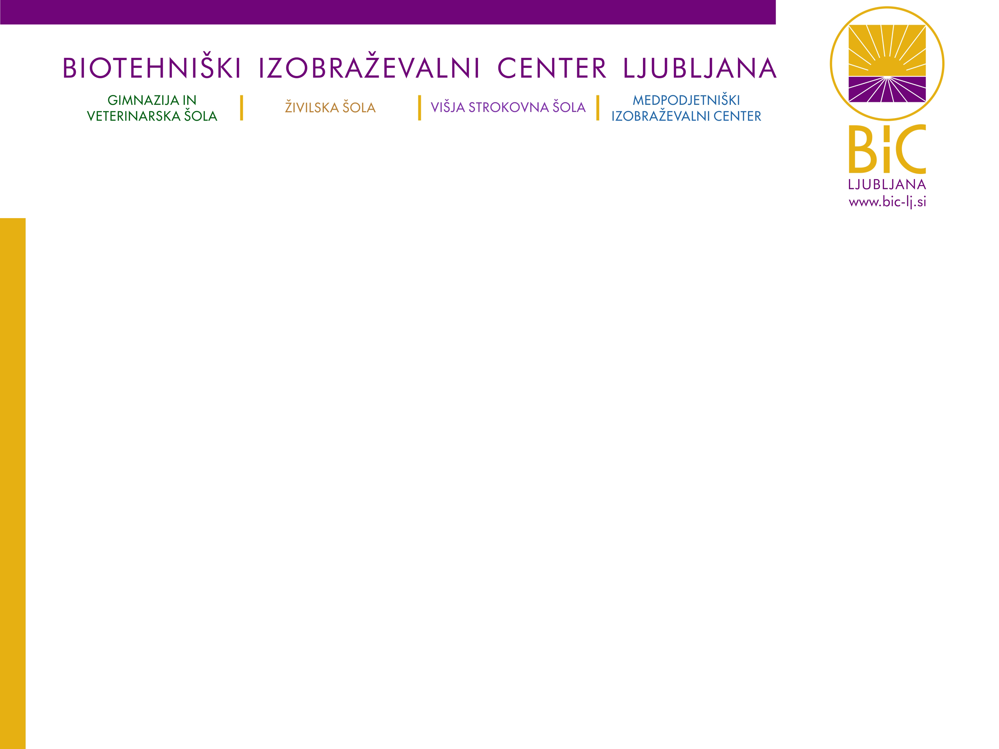 BIOTEHNIŠKI IZOBRAŽEVALNI CENTER LJUBLJANA
GIMNAZIJA IN
VETERINARSKA ŠOLA
ŽIVILSKA ŠOLA
VIŠJA STROKOVNA ŠOLA
MEDPODJETNIŠKI
IZOBRAŽEVALNI CENTER
BiC
LJUBLJANA
www.bic-lj.si